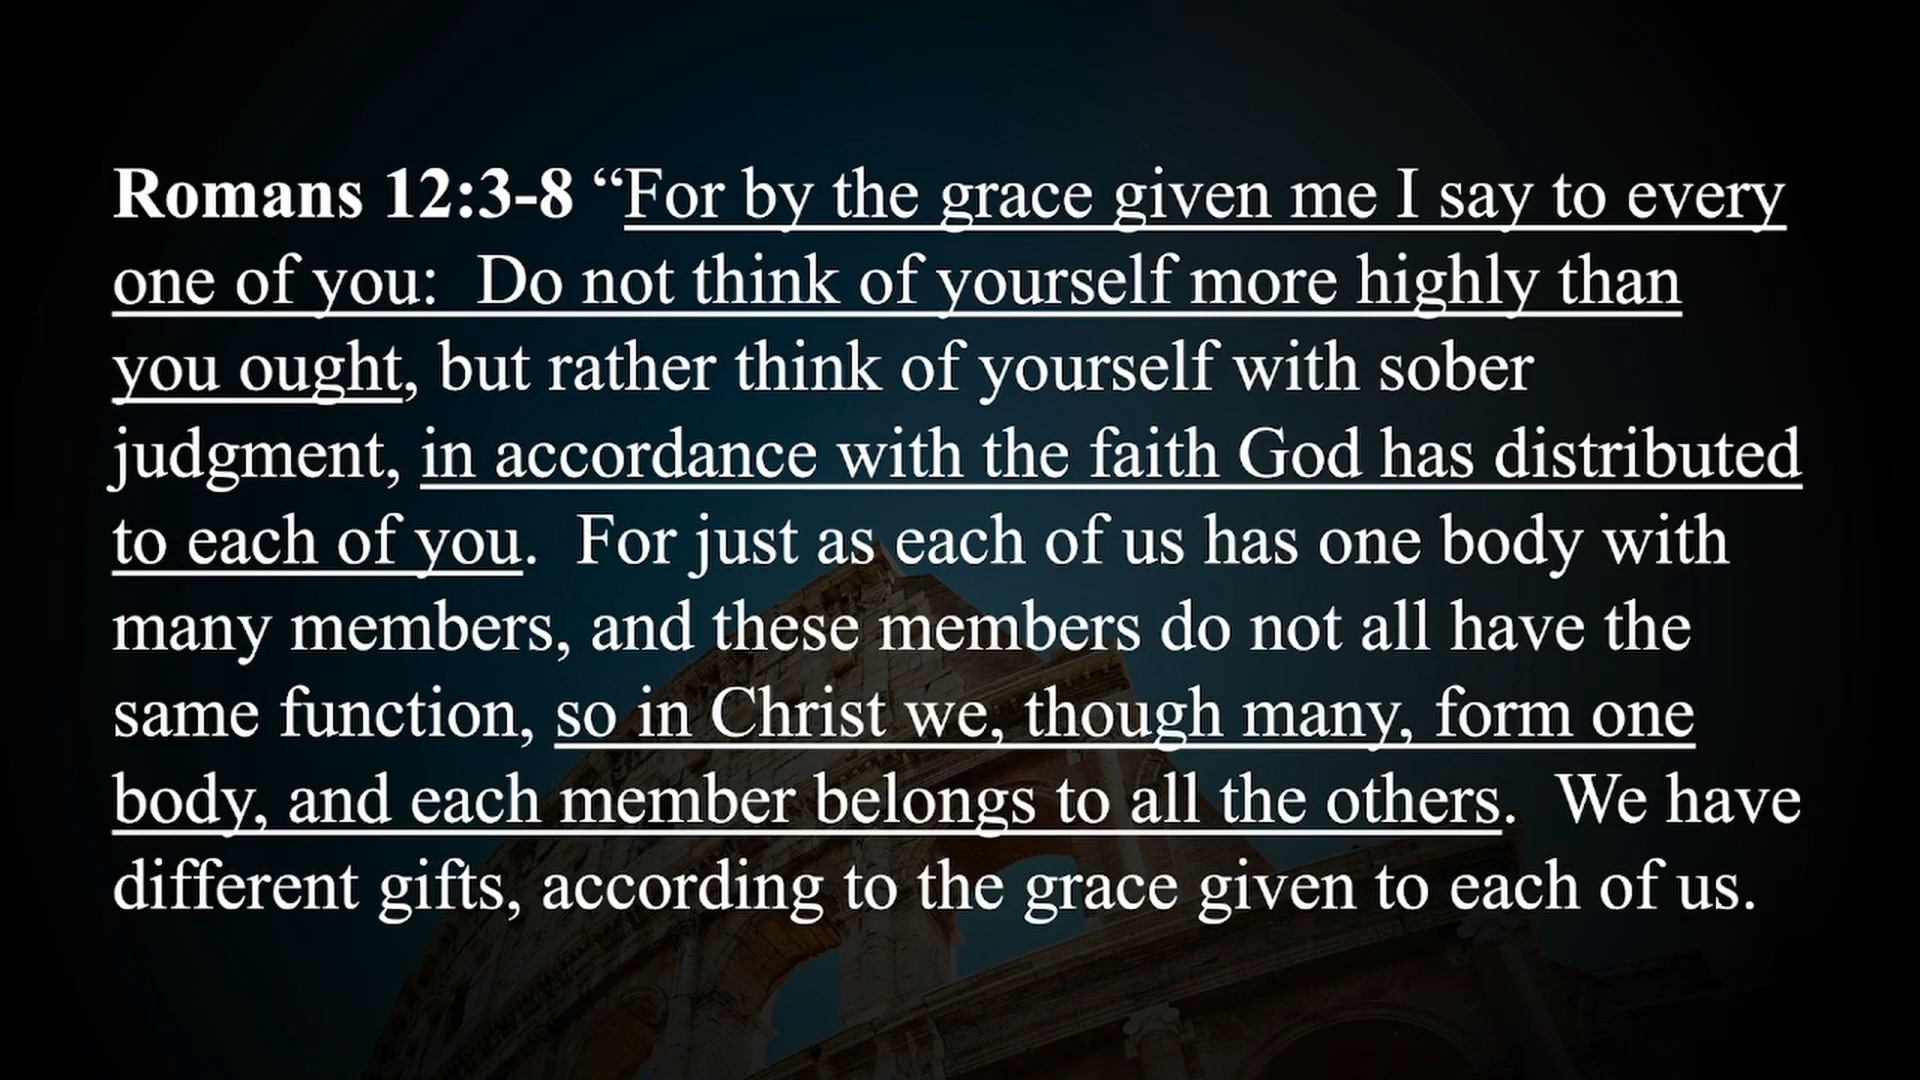 Romans 12:3-8 “For by the grace given me I say to every
one of you:  Do not think of yourself more highly than
you ought, but rather think of yourself with sober
judgment, in accordance with the faith God has distributed
to each of you.  For just as each of us has one body with
many members, and these members do not all have the
same function, so in Christ we, though many, form one
body, and each member belongs to all the others.  We have
different gifts, according to the grace given to each of us.